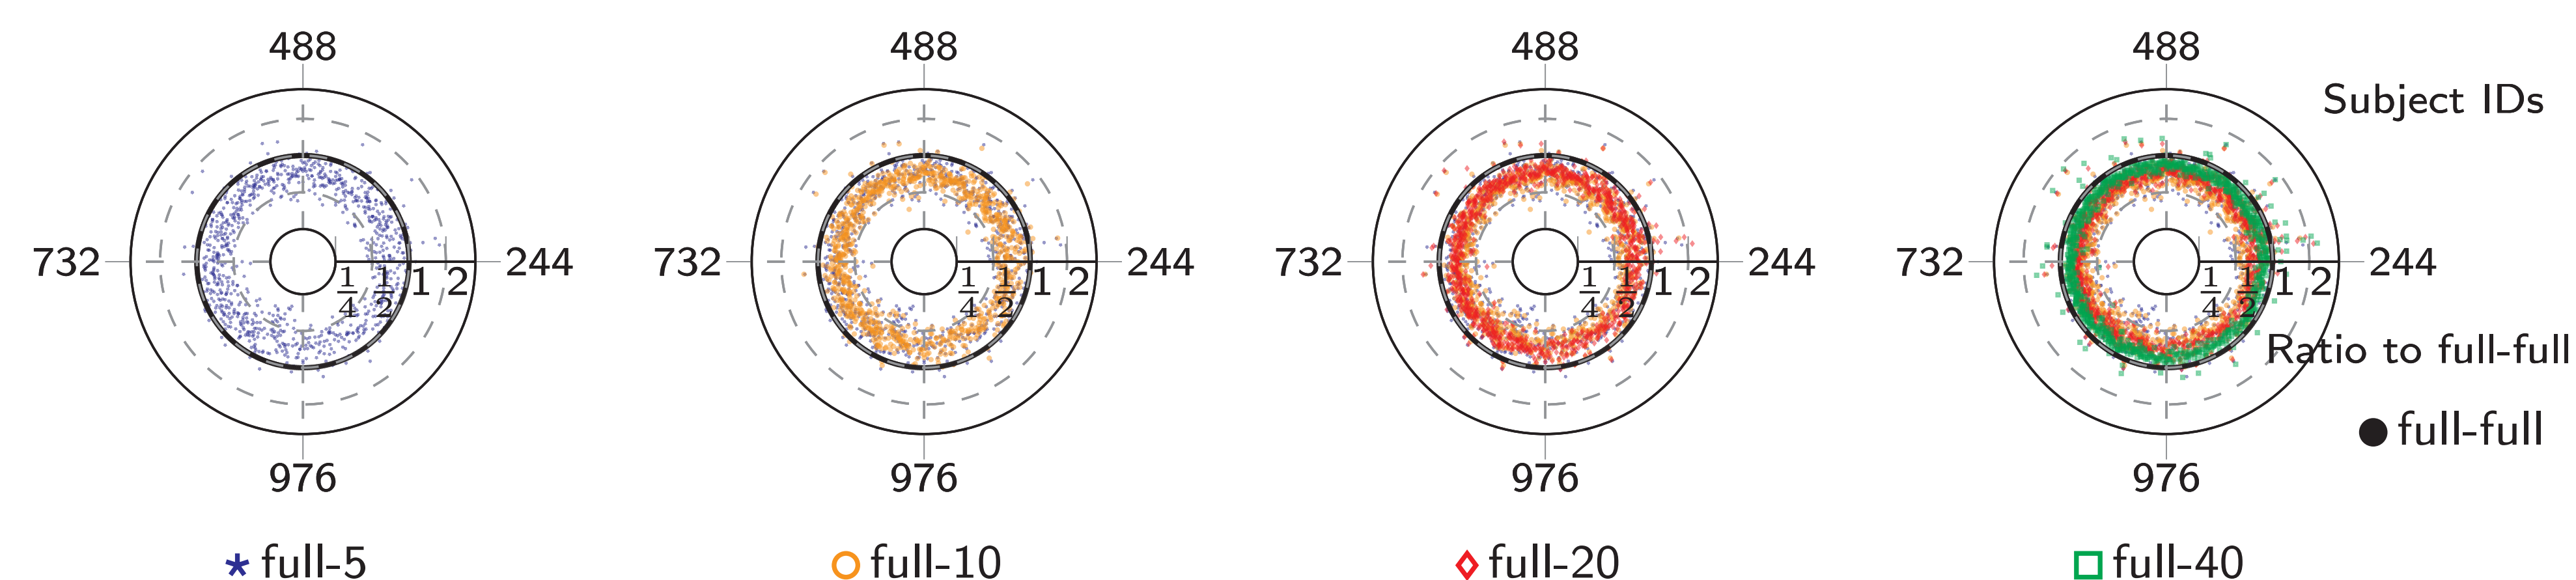 488 488 488 488
Subject IDs
732 244 732 244 732 244 732 244
1/4 1/2 1 2 1/4 1/2 1 2 1/4 1/2 1 2 1/4 1/2 1 2
Ratio to full-full
full-full
976 976 976 976
full-5 full-10 full-20 full-40